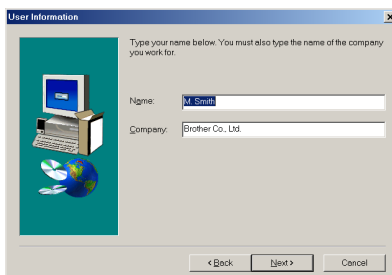 User Information
Type your name below. You must also type the name of the company
you work for.
Name:
M. Smith
Company:
Brother Co., Ltd.
< Back
Next >
Cancel